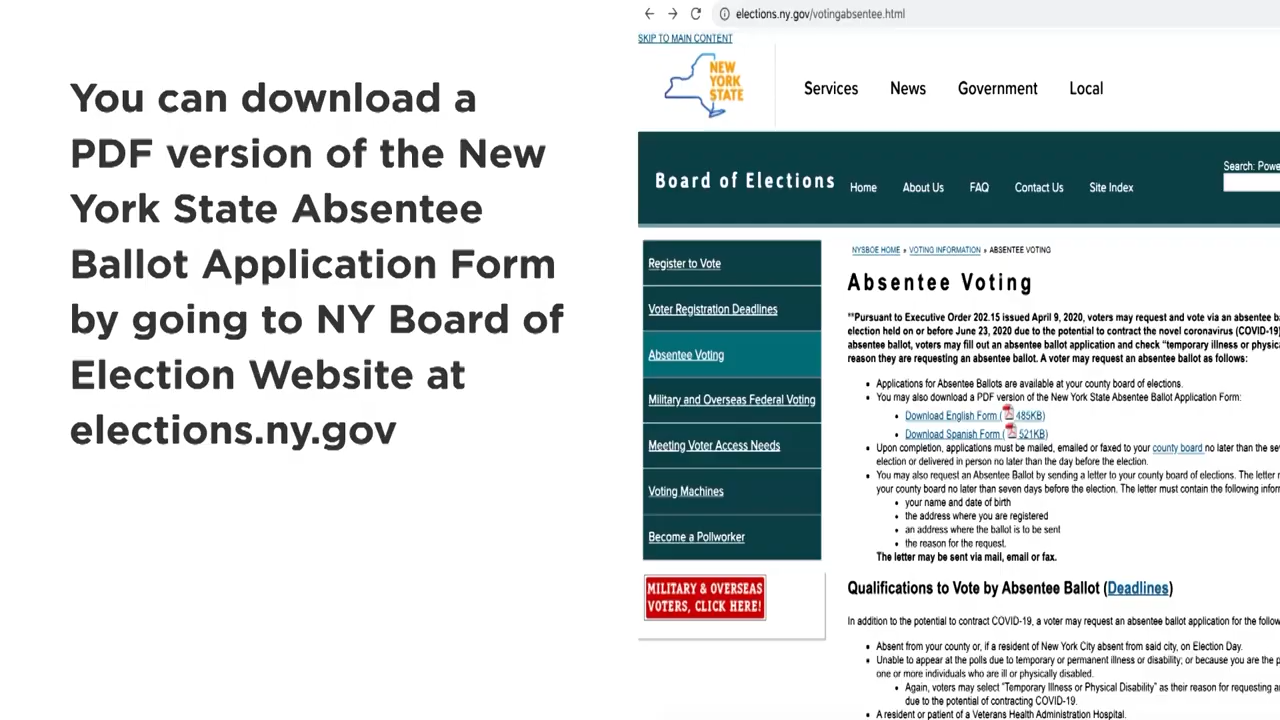 You can download a
PDF version of the New
York State Absentee
Ballot Application Form
by going to NY Board of
Election Website at
elections.ny.gov
elections.ny.gov/votingabsentee.html
SKIP TO MAIN CONTENT
NEW
YORK
STATE
Services News Government Local
Board of Elections Home About Us FAQ Contact Us Site Index
Search: Powe
Register to Vote
Voter Registration Deadlines
Absentee Voting
Military and Overseas Federal Voting
Meeting Voter Access Needs
Voting Machines
Become a Pollworker
MILITARY & OVERSEAS
VOTERS, CLICK HERE!
NYSBOE HOME » VOTING INFORMATION » ABSENTEE VOTING
Absentee Voting
**Pursuant to Executive Order 202.15 issued April 9, 2020, voters may request and vote via an absentee ba
election held on or before June 23, 2020 due to the potential to contract the novel coronavirus (COVID-19)
absentee ballot, voters may fill out an absentee ballot application and check "temporary illness or physica
reason they are requesting an absentee ballot. A voter may request an absentee ballot as follows:
Applications for Absentee Ballots are available at your county board of elections.
You may also download a PDF version of the New York State Absentee Ballot Application Form:
Download English Form ( 485KB)
Download Spanish Form ( 521KB)
Upon completion, applications must be mailed, emailed or faxed to your county board no later than the se
election or delivered in person no later than the day before the election.
You may also request an Absentee Ballot by sending a letter to your county board of elections. The letter
your county board no later than seven days before the election. The letter must contain the following infor
your name and date of birth
the address where you are registered
an address where the ballot is to be sent
the reason for the request.
The letter may be sent via mail, email or fax.
Qualifications to Vote by Absentee Ballot (Deadlines)
In addition to the potential to contract COVID-19, a voter may request an absentee ballot application for the follow
Absent from your county or, if a resident of New York City absent from said city, on Election Day.
Unable to appear at the polls due to temporary or permanent illness or disability; or because you are the p
one or more individuals who are ill or physically disabled.
Again, voters may select "Temporary Illness or Physical Disability" as their reason for requesting a
due to the potential of contracting COVID-19.
A resident or patient of a Veterans Health Administration Hospital.